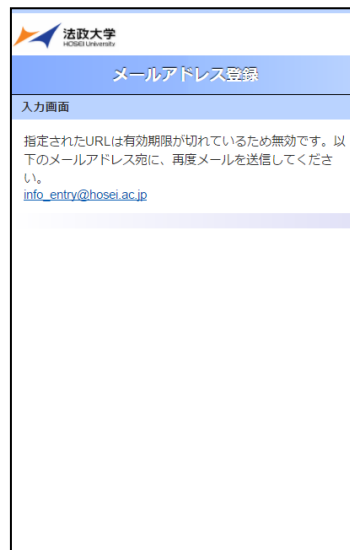 法政大学
HOSEI University
メールアドレス登録
入力画面
指定されたURLは有効期限が切れているため無効です。以
下のメールアドレス宛に、再度メールを送信してくださ
い。
info_entry@hosei.ac.jp